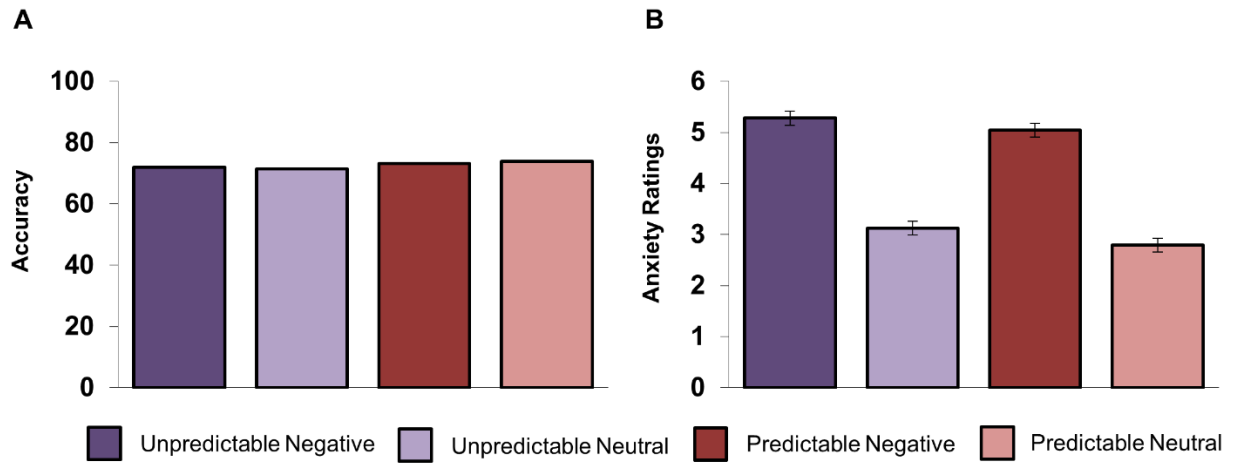 A
B
Accuracy
100
80
60
40
20
0
Anxiety Ratings
6
5
4
3
2
1
0
Unpredictable Negative
Unpredictable Neutral
Predictable Negative
Predictable Neutral